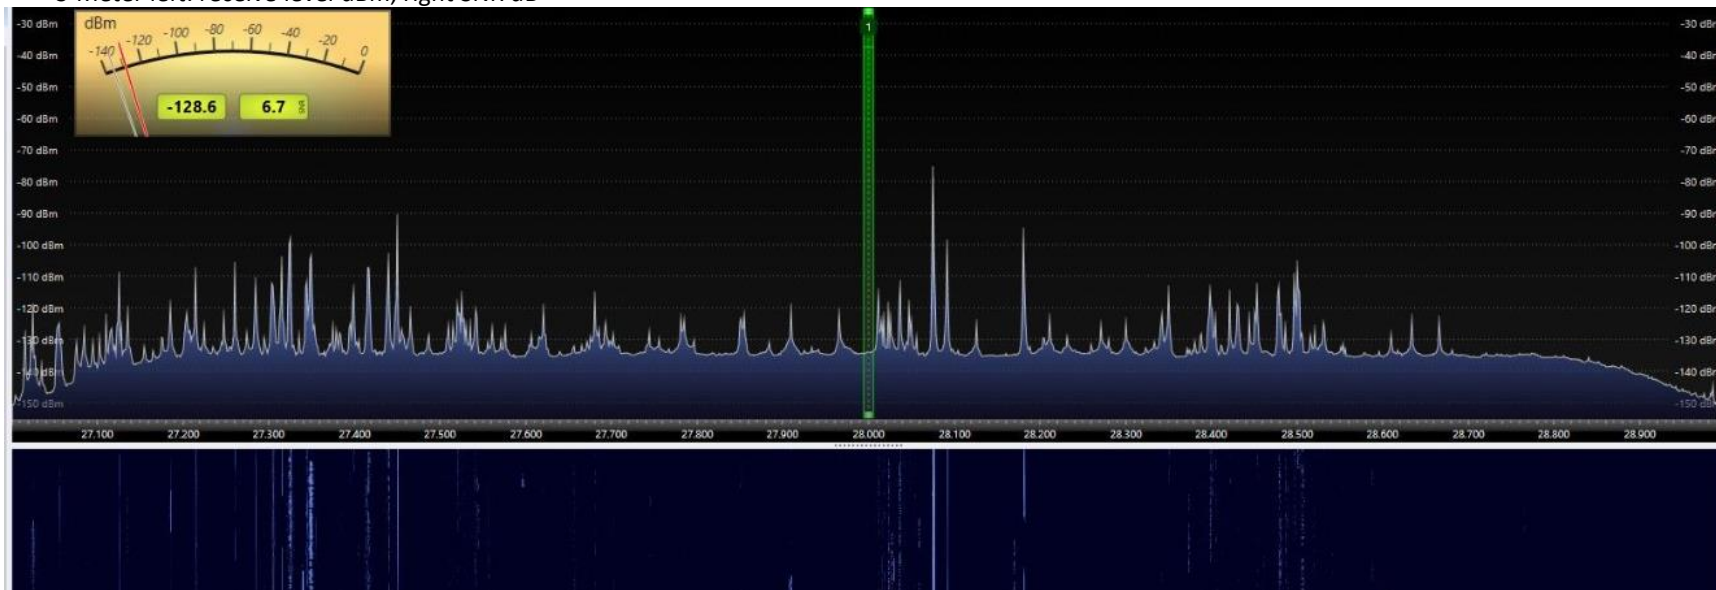 S-meter left: level dBm, right SNR dB
-30 dBm
-40 dBm
-50 dBm
-60 dBm
-70 dBm
-80 dBm
-90 dBm
-100 dBm
-110 dBm
-120 dBm
-130 dBm
-140 dBm
-150 dBm
dBm
-140 -120 -100 -80 -60 -40 -20 0
-128.6 6.7 SNR
1
-30 dBm
-40 dBm
-50 dBm
-60 dBm
-70 dBm
-80 dBm
-90 dBm
-100 dBm
-110 dBm
-120 dBm
-130 dBm
-140 dBm
-150 dBm
27.100 27.200 27.300 27.400 27.500 27.600 27.700 27.800 27.900 28.000 28.100 28.200 28.300 28.400 28.500 28.600 28.700 28.800 28.900